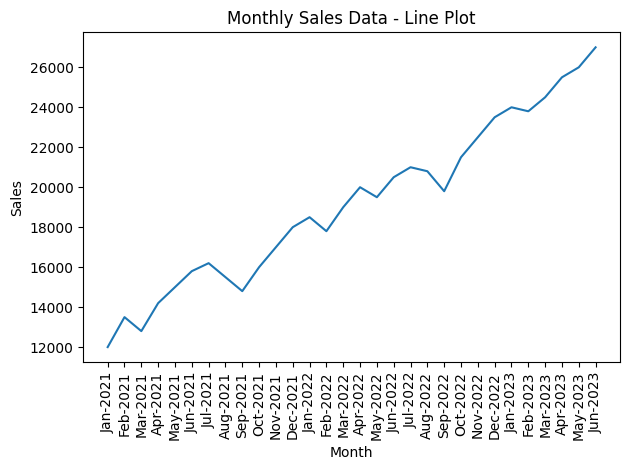 Monthly Sales Data - Line Plot
Sales
26000
24000
22000
20000
18000
16000
14000
12000
Jan-2021
Feb-2021
Mar-2021
Apr-2021
May-2021
Jun-2021
Jul-2021
Aug-2021
Sep-2021
Oct-2021
Nov-2021
Dec-2021
Jan-2022
Feb-2022
Mar-2022
Apr-2022
May-2022
Jun-2022
Jul-2022
Aug-2022
Sep-2022
Oct-2022
Nov-2022
Dec-2022
Jan-2023
Feb-2023
Mar-2023
Apr-2023
May-2023
Jun-2023
Month